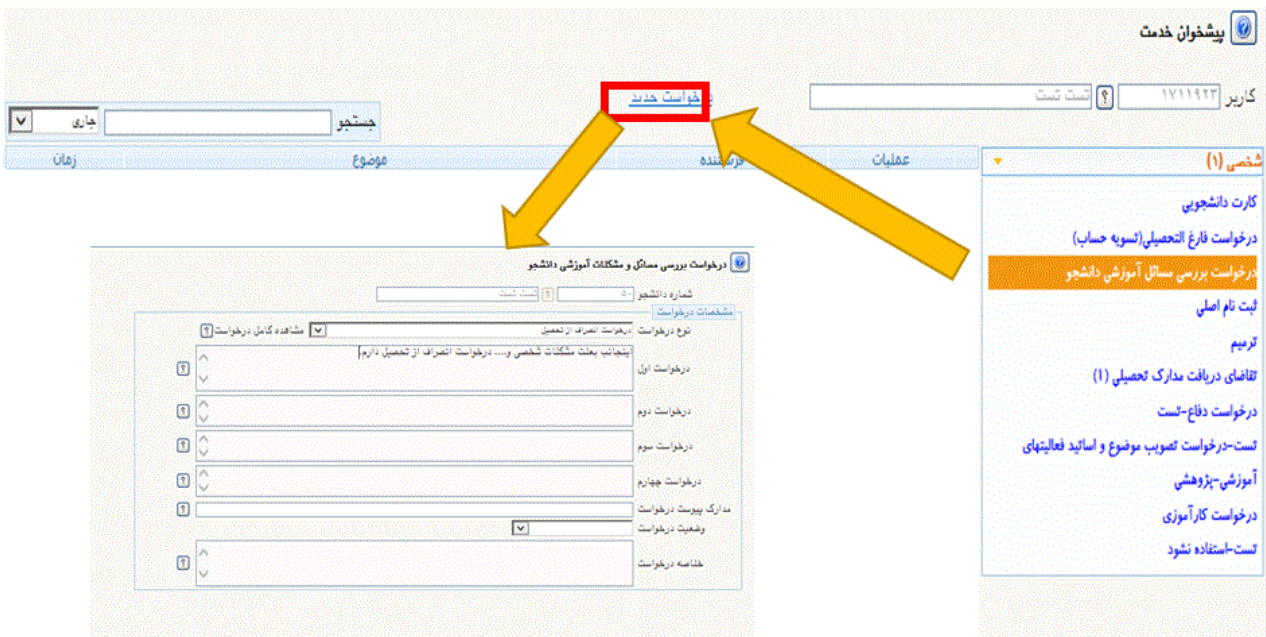 پیشخوان خدمت
کاربر ۱۷۱۱۹۲۳ تست تست
درخواست جدید
جستجو جاری
شخصی (۱)
عملیات فرستنده موضوع زمان
کارت دانشجویی
درخواست فارغ التحصیلی(تسویه حساب)
درخواست بررسی مسائل آموزشی دانشجو
ثبت نام اصلی
ترمیم
تقاضای دریافت مدارک تحصیلی (۱)
درخواست دفاع-تست
تست-درخواست تصویب موضوع و اساتید فعالیتهای
آموزشی-پژوهشی
درخواست کارآموزی
تست-استفاده نشود
درخواست بررسی مسائل و مشکلات آموزشی دانشجو
شماره دانشجو ۵۰ تست تست
مشخصات درخواست
نوع درخواست درخواست انصراف از تحصیل مشاهده کامل درخواست
درخواست اول اینجانب بعلت مشکلات شخصی و.... درخواست انصراف از تحصیل دارم
درخواست دوم
درخواست سوم
درخواست چهارم
مدارک پیوست درخواست
وضعیت درخواست
خلاصه درخواست